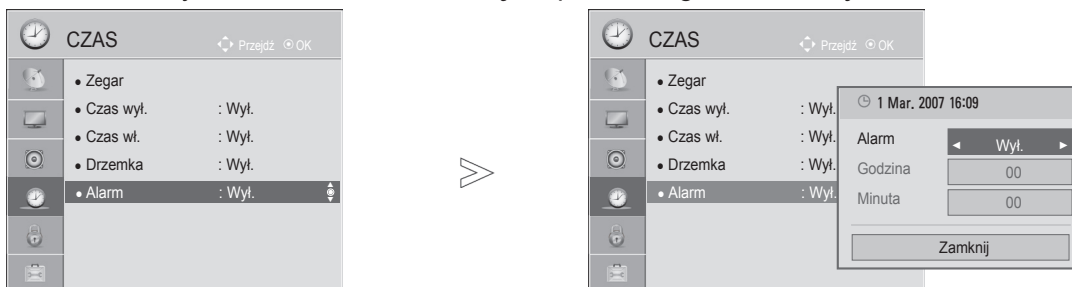 CZAS
Przejdź OK
• Zegar
• Czas wył. : Wył.
• Czas wł. : Wył.
• Drzemka : Wył.
• Alarm : Wył.
CZAS
Przejdź OK
• Zegar
• Czas wył. : Wył.
• Czas wł. : Wył.
• Drzemka : Wył.
• Alarm : Wył.
1 Mar. 2007 16:09
Alarm ◄ Wył. ►
Godzina 00
Minuta 00
Zamknij